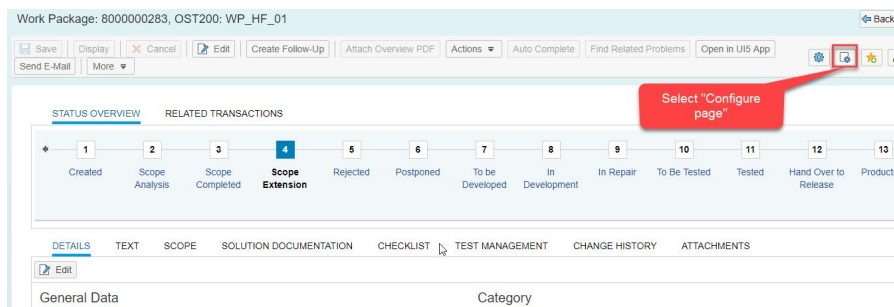 Work Package: 8000000283, OST200: WP_HF_01
Back
Save Display Cancel Edit Create Follow-Up Attach Overview PDF Actions Auto Complete Find Related Problems Open in UI5 App
Send E-Mail More
Select "Configure
page"
STATUS OVERVIEW RELATED TRANSACTIONS
1 2 3 4 5 6 7 8 9 10 11 12 13
Created Scope Scope Scope Rejected Postponed To be In In Repair To Be Tested Tested Hand Over to Producti
Analysis Completed Extension Developed Development Release
DETAILS TEXT SCOPE SOLUTION DOCUMENTATION CHECKLIST TEST MANAGEMENT CHANGE HISTORY ATTACHMENTS
Edit
General Data Category